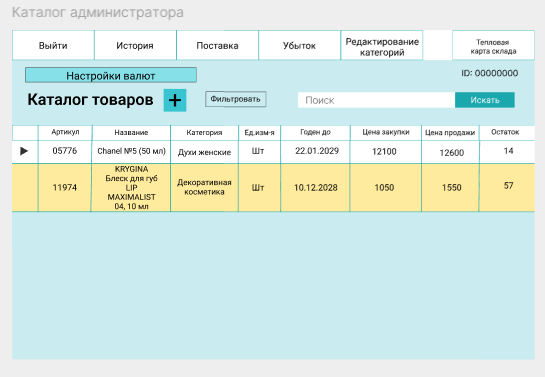 Каталог администратора
Выйти История Поставка Убыток Редактирование категорий Тепловая карта склада
Настройки валют ID: 00000000
Каталог товаров + Фильтровать Поиск Искать
Артикул Название Категория Ед.изм-я Годен до Цена закупки Цена продажи Остаток
05776 Chanel №5 (50 мл) Духи женские Шт 22.01.2029 12100 12600 14
11974 KRYGINA Блеск для губ LIP MAXIMALIST 04, 10 мл Декоративная косметика Шт 10.12.2028 1050 1550 57